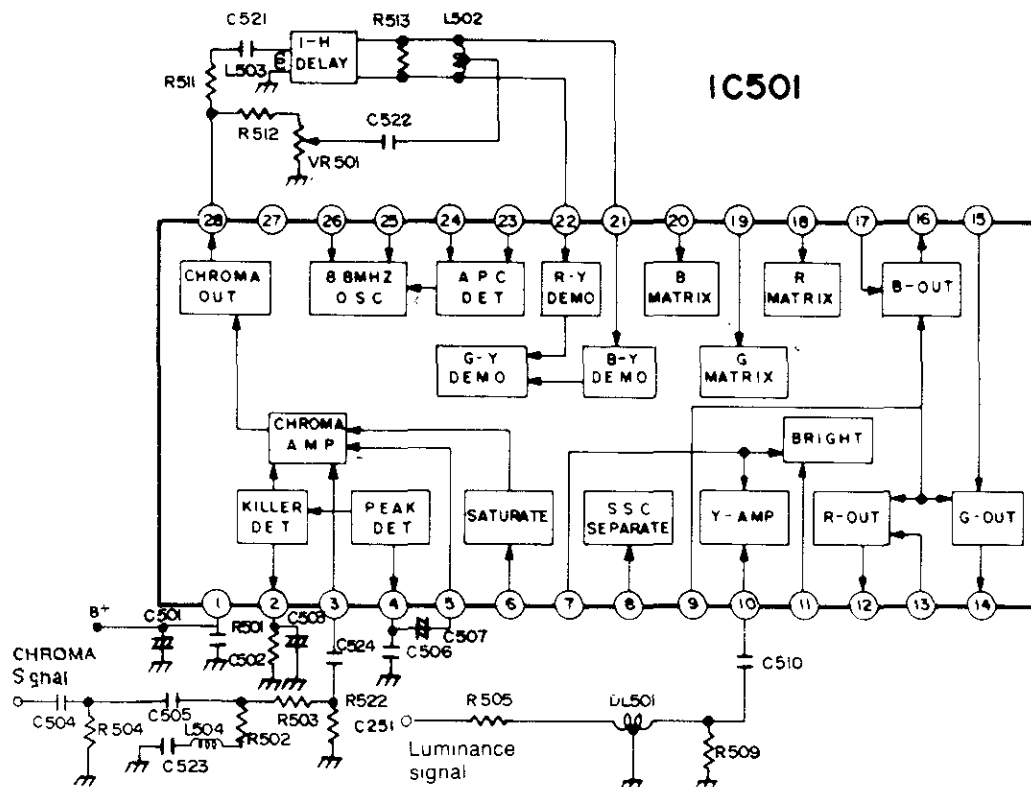 C521
I-H
DELAY
R513
L502
L503
R511
IC501
R512
C522
VR501
28 27 26 25 24 23 22 21 20 19 18 17 16 15
CHROMA
OUT
8.8MHZ
OSC
APC
DET
R-Y
DEMO
B
MATRIX
R
MATRIX
B-OUT
G-Y
DEMO
B-Y
DEMO
G
MATRIX
CHROMA
AMP
BRIGHT
KILLER
DET
PEAK
DET
SATURATE
SSC
SEPARATE
Y-AMP
R-OUT
G-OUT
1 2 3 4 5 6 7 8 9 10 11 12 13 14
B+
C501
R501
C502
C503
C524
C507
C506
C510
CHROMA
Signal
C504
R504
C505
L504
R502
C523
R503
R522
C251
R505
DL501
R509
Luminance
signal